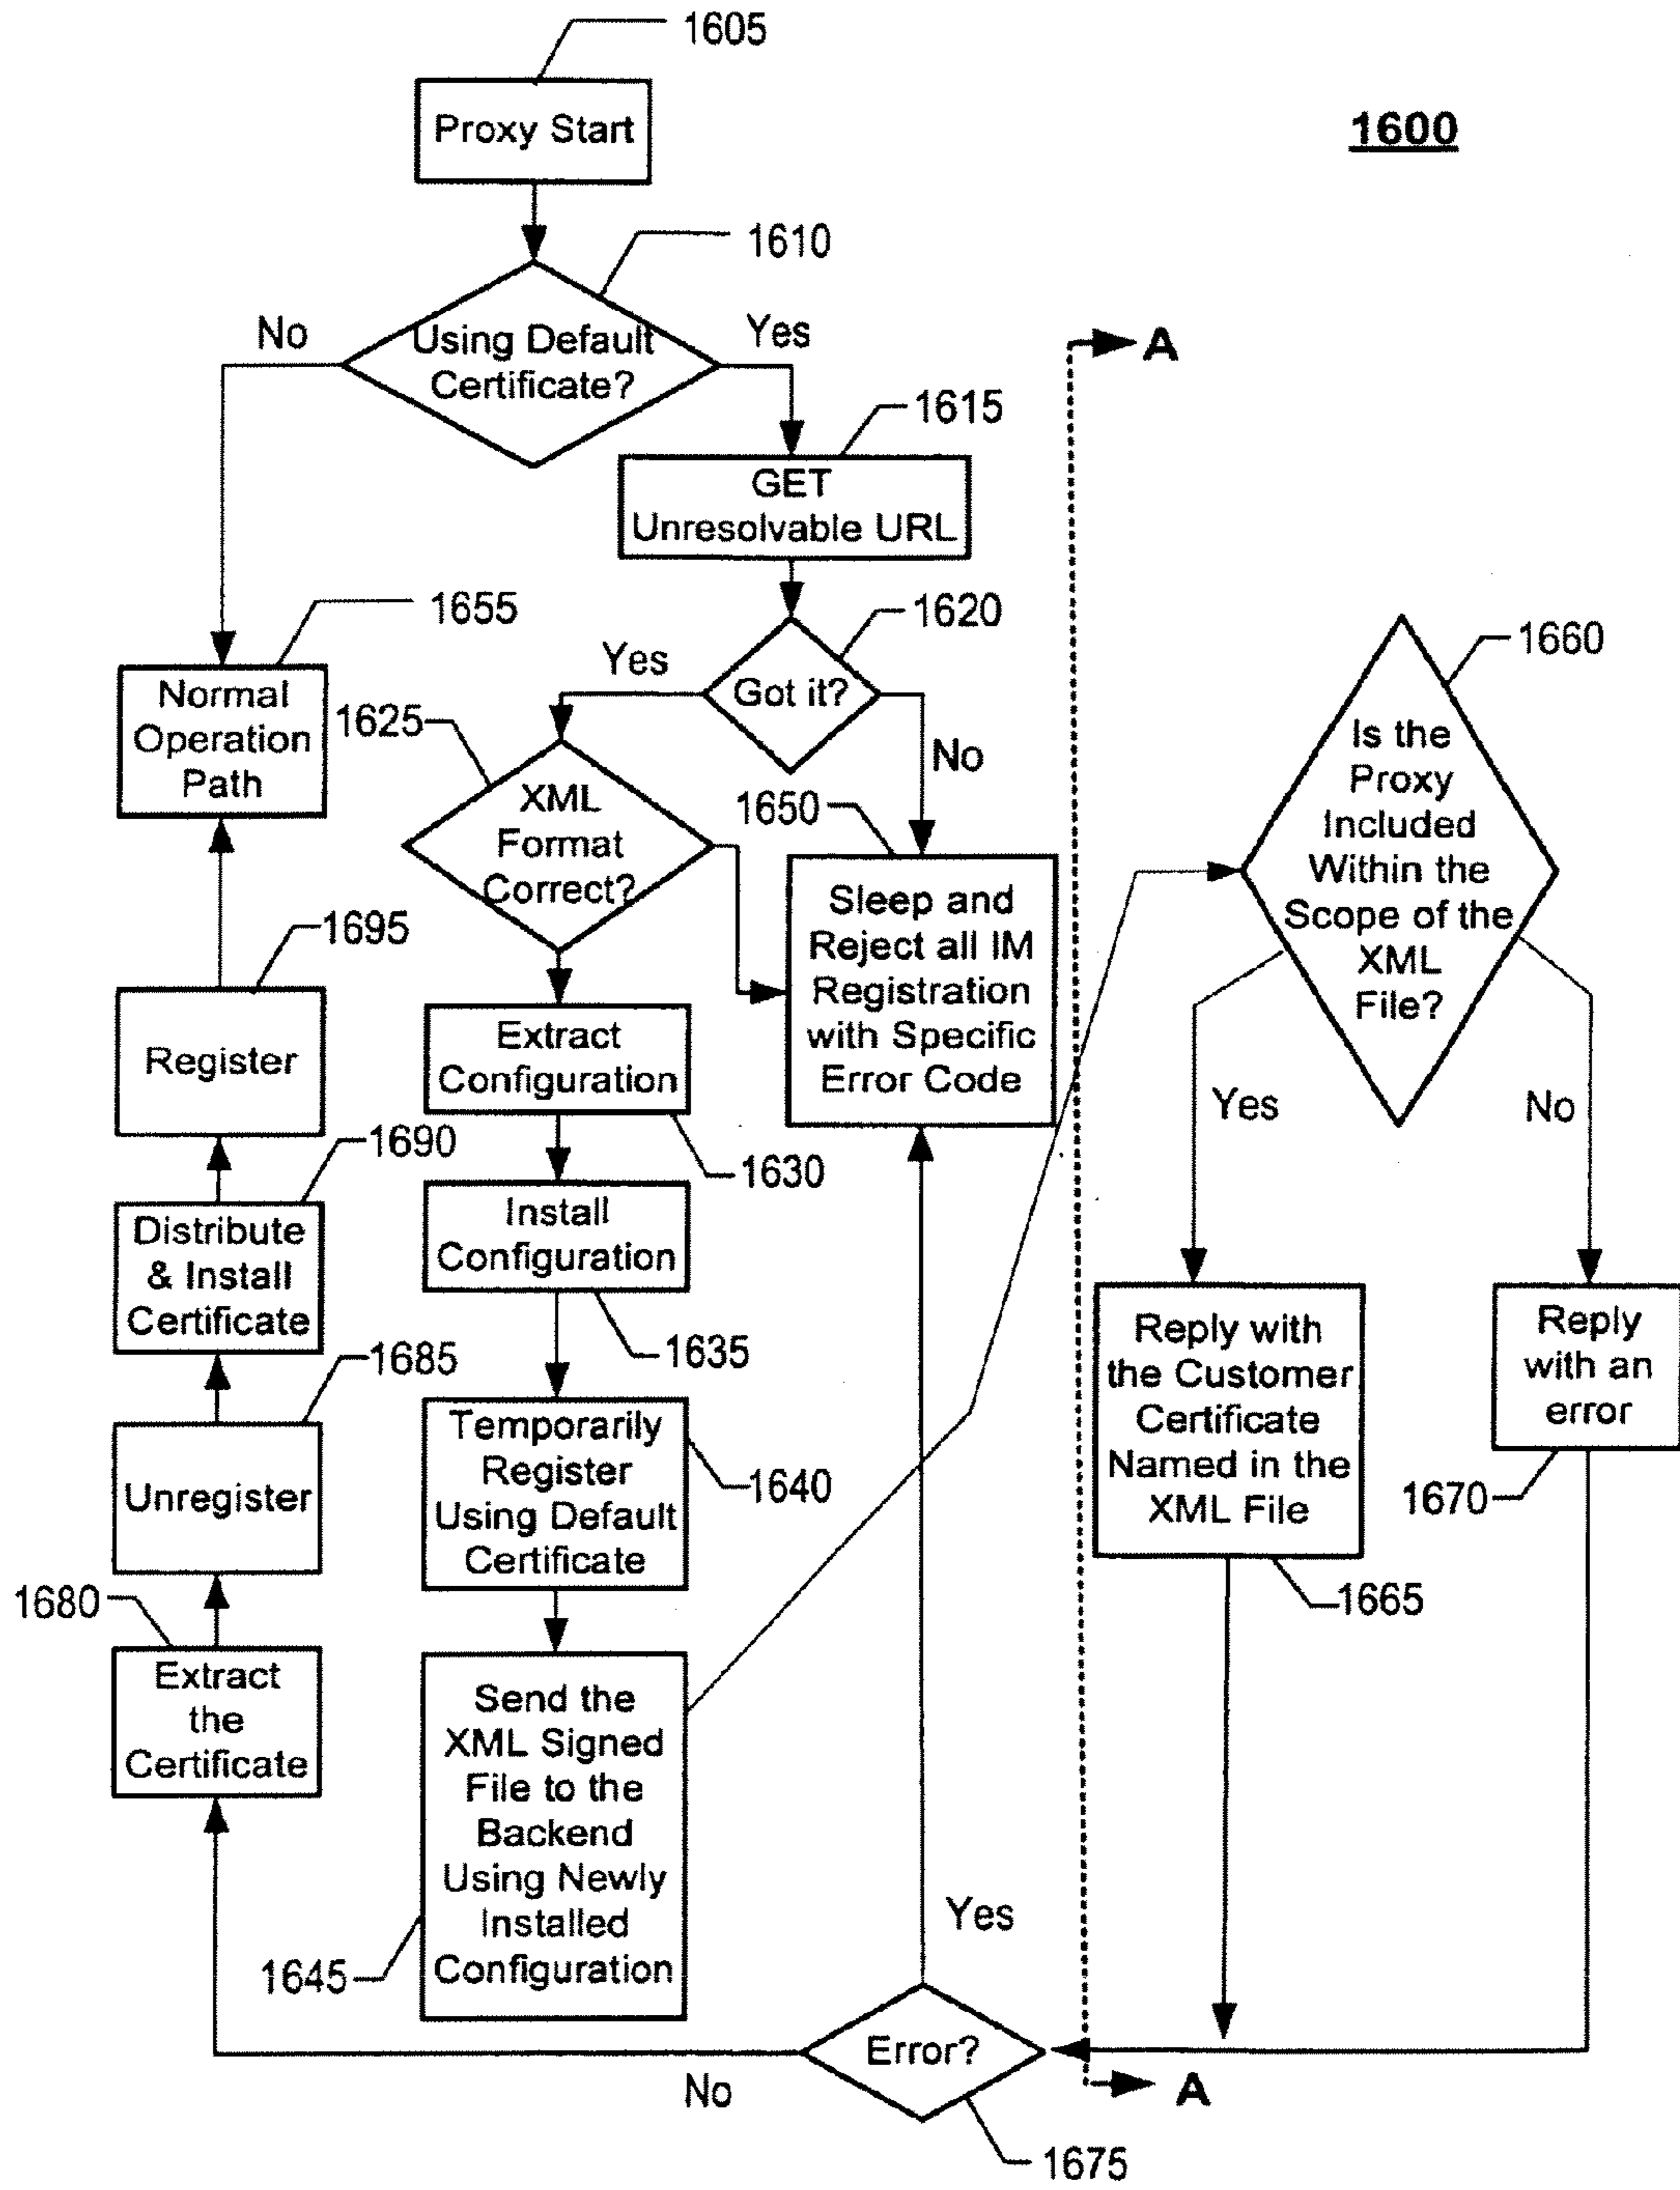 1605
Proxy Start
1600
1610
No
Using Default
Certificate?
Yes
A
1615
GET
Unresolvable URL
1655
1620
1660
Yes
Got it?
No
Normal
Operation
Path
1625
XML
Format
Correct?
1650
Sleep and
Reject all IM
Registration
with Specific
Error Code
Is the
Proxy
Included
Within the
Scope of the
XML
File?
1695
Register
Extract
Configuration
1630
Yes
No
1690
Distribute
& Install
Certificate
Install
Configuration
1635
Reply with
the Customer
Certificate
Named in the
XML File
1665
Reply
with an
error
1670
1685
Unregister
Temporarily
Register
Using Default
Certificate
1640
1680
Extract
the
Certificate
Send the
XML Signed
File to the
Backend
Using Newly
Installed
Configuration
1645
Yes
Error?
No
A
1675